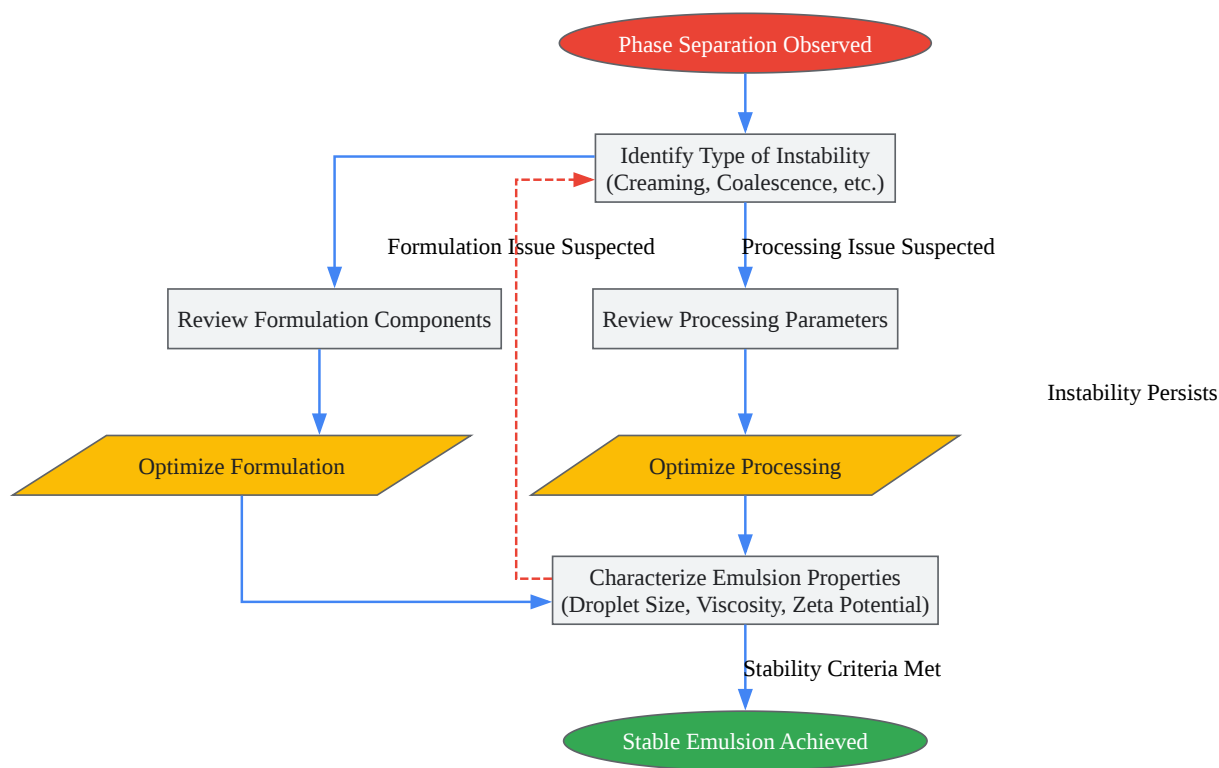 Phase Separation Observed
Identify Type of Instability
(Creaming, Coalescence, etc.)
Formulation Issue Suspected
Processing Issue Suspected
Review Formulation Components
Review Processing Parameters
Instability Persists
Optimize Formulation
Optimize Processing
Characterize Emulsion Properties
(Droplet Size, Viscosity, Zeta Potential)
Stability Criteria Met
Stable Emulsion Achieved